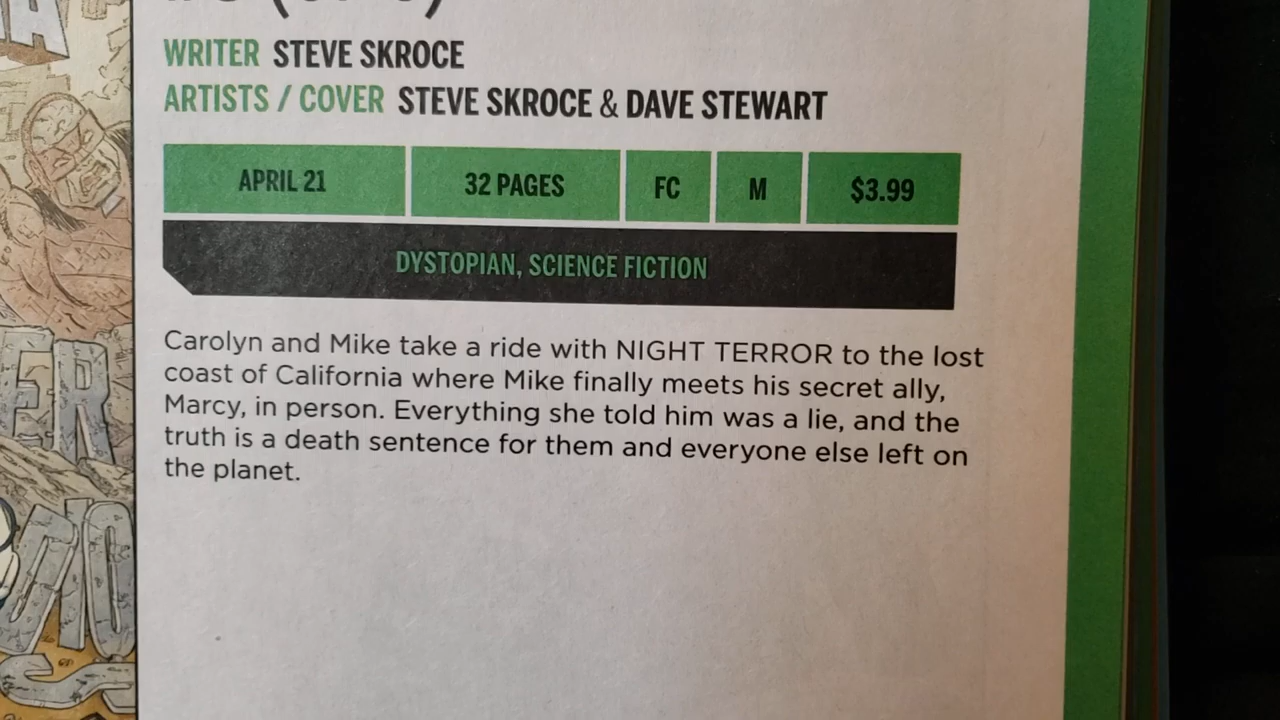 WRITER STEVE SKROCE
ARTISTS / COVER STEVE SKROCE & DAVE STEWART
APRIL 21
32 PAGES
FC
M
$3.99
DYSTOPIAN, SCIENCE FICTION
Carolyn and Mike take a ride with NIGHT TERROR to the lost
coast of California where Mike finally meets his secret ally,
Marcy, in person. Everything she told him was a lie, and the
truth is a death sentence for them and everyone else left on
the planet.
ER